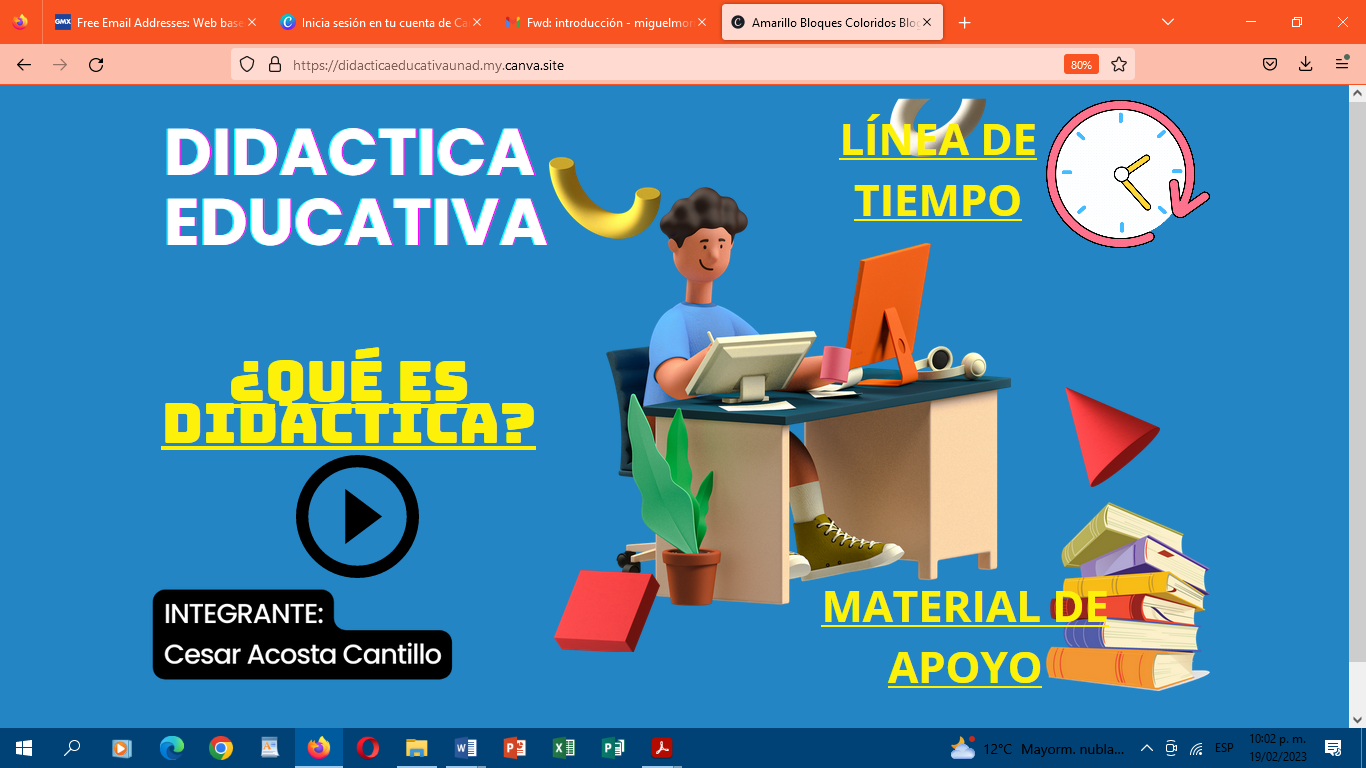 Free Email Addresses: Web base
Inicia sesión en tu cuenta de Ca
Fwd: introducción - miguelmor
Amarillo Bloques Coloridos Blog
https://didacticaeducativaunad.my.canva.site
80%
DIDACTICA
EDUCATIVA
LÍNEA DE
TIEMPO
¿QUÉ ES
DIDACTICA?
INTEGRANTE:
Cesar Acosta Cantillo
MATERIAL DE
APOYO
12°C Mayorm. nubla...
ESP
10:02 p. m.
19/02/2023